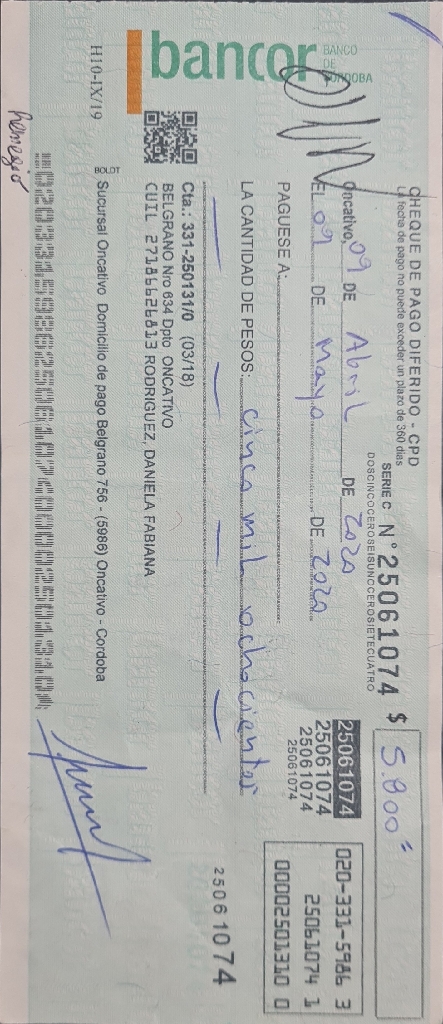 bancor
BANCO
DE
CORDOBA
CHEQUE DE PAGO DIFERIDO - CPD
La fecha de pago no puede exceder un plazo de 360 días
SERIE C N° 25061074 $ 5.800=
DOSCINCOCEROSEISUNOCEROSIETECUATRO
Oncativo, 09 DE Abril DE 2020
EL 09 DE Mayo DE 2020
25061074
25061074
25061074
25061074
020-331-5986 3
25061074 1
00002501310 0
PAGUESE A:
LA CANTIDAD DE PESOS: cinco mil ochocientos
25061074
Cta.: 331-250131/0 (03/18)
BELGRANO Nro 634 Dpto ONCATIVO
CUIL 27186626813 RODRIGUEZ, DANIELA FABIANA
H10-IX/19
BOLDT
Sucursal Oncativo Domicilio de pago Belgrano 756 - (5986) Oncativo - Cordoba